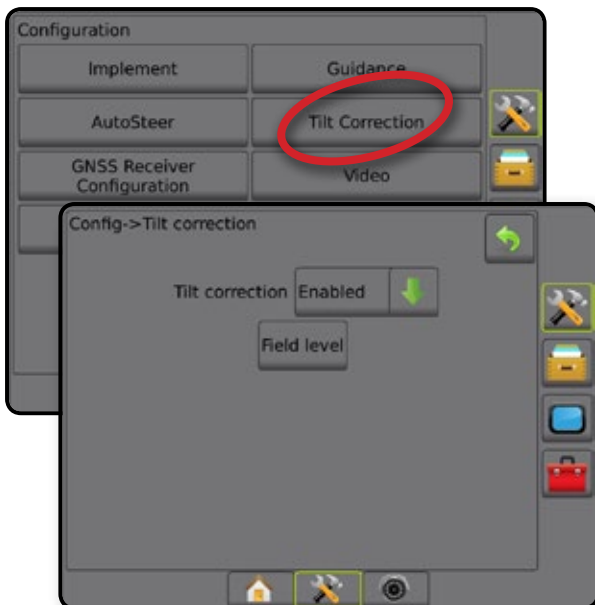 Configuration
Implement
Guidance
AutoSteer
Tilt Correction
GNSS Receiver
Configuration
Video
Config->Tilt correction
Tilt correction Enabled
Field level